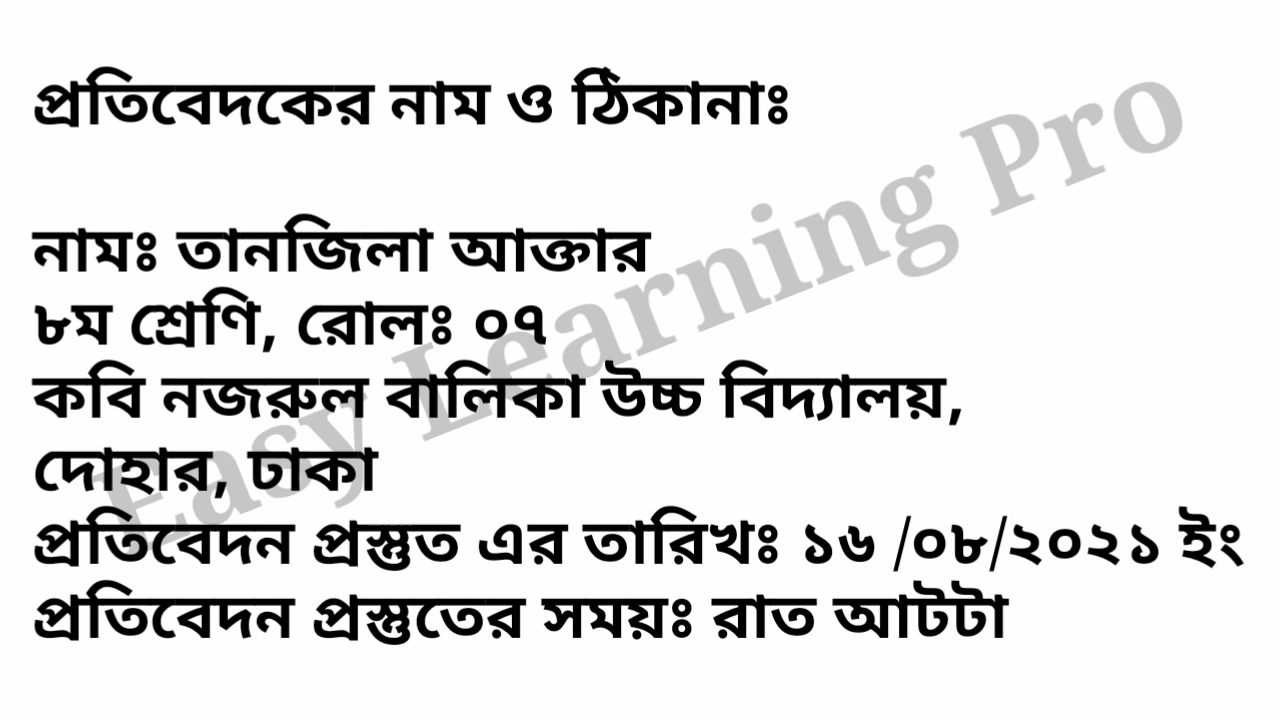 প্রতিবেদকের নাম ও ঠিকানাঃ
নামঃ তানজিলা আক্তার
৮ম শ্রেণি, রোলঃ ০৭
কবি নজরুল বালিকা উচ্চ বিদ্যালয়,
দোহার, ঢাকা
প্রতিবেদন প্রস্তুত এর তারিখঃ ১৬ /০৮/২০২১ ইং
প্রতিবেদন প্রস্তুতের সময়ঃ রাত আটটা
Easy Learning Pro